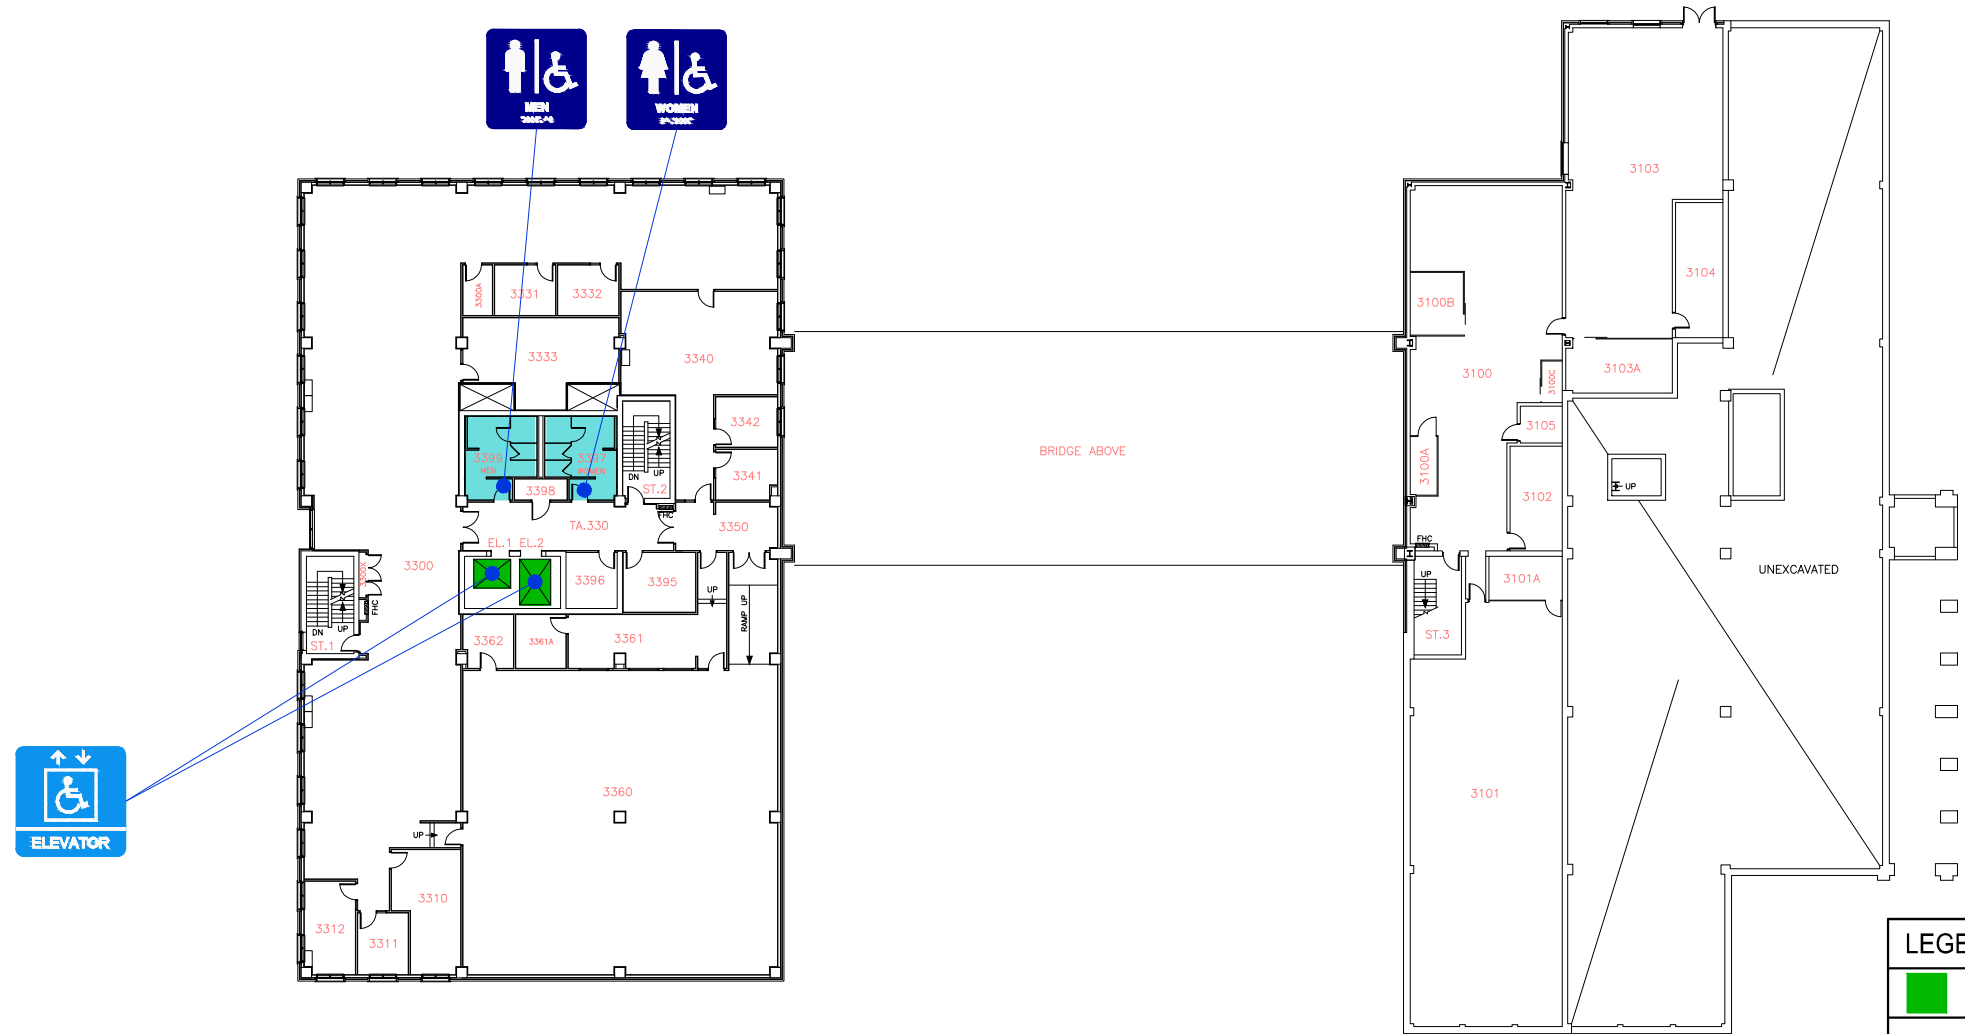 MEN
WOMEN
3103
3104
3300A
3331
3332
3100B
3333
3340
3103A
3100
3100C
3342
3105
BRIDGE ABOVE
3399
MEN
3397
WOMEN
3341
3100A
DN
UP
ST.2
3398
3102
UP
FHC
TA.330
3350
EL.1
EL.2
FHC
3300
3300X
3396
3395
UNEXCAVATED
UP
3101A
UP
RAMP UP
FHC
DN
UP
ST.1
3362
3361A
3361
ST.3
ELEVATOR
3360
3101
UP
3310
3312
3311
LEGE